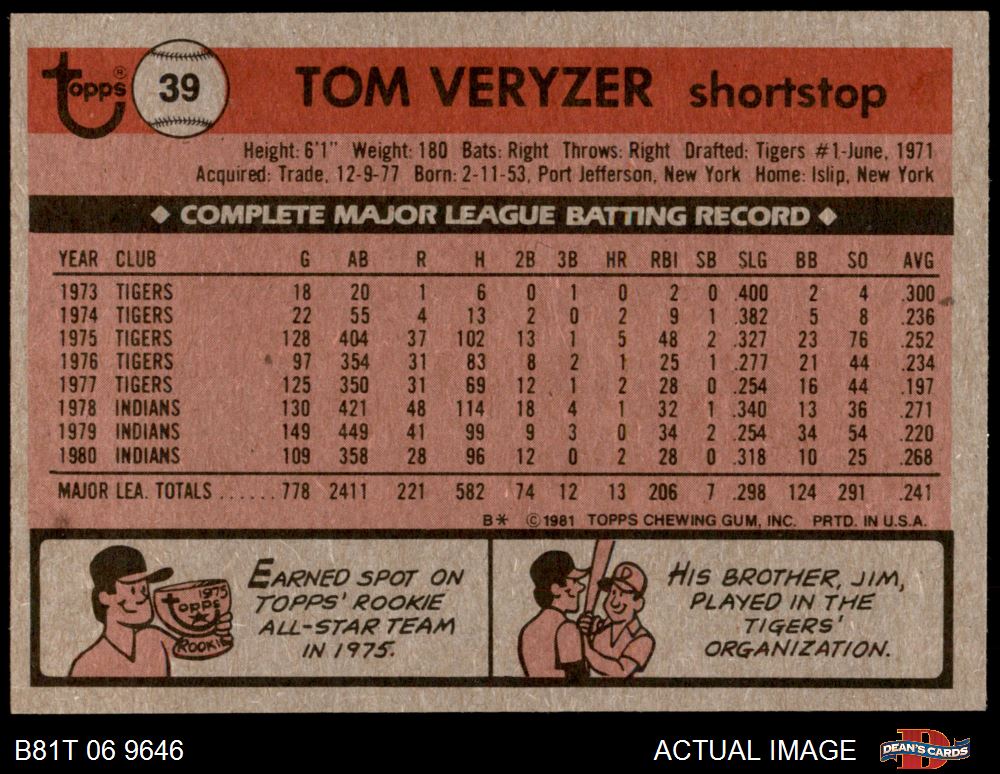 Topps® 39 TOM VERYZER shortstop
Height: 6'1" Weight: 180 Bats: Right Throws: Right Drafted: Tigers #1-June, 1971
Acquired: Trade, 12-9-77 Born: 2-11-53, Port Jefferson, New York Home: Islip, New York
◆ COMPLETE MAJOR LEAGUE BATTING RECORD ◆
YEAR CLUB G AB R H 2B 3B HR RBI SB SLG BB SO AVG
1973 TIGERS 18 20 1 6 0 1 0 2 0 .400 2 4 .300
1974 TIGERS 22 55 4 13 2 0 2 9 1 .382 5 8 .236
1975 TIGERS 128 404 37 102 13 1 5 48 2 .327 23 76 .252
1976 TIGERS 97 354 31 83 8 2 1 25 1 .277 21 44 .234
1977 TIGERS 125 350 31 69 12 1 2 28 0 .254 16 44 .197
1978 INDIANS 130 421 48 114 18 4 1 32 1 .340 13 36 .271
1979 INDIANS 149 449 41 99 9 3 0 34 2 .254 34 54 .220
1980 INDIANS 109 358 28 96 12 0 2 28 0 .318 10 25 .268
MAJOR LEA. TOTALS ...... 778 2411 221 582 74 12 13 206 7 .298 124 291 .241
B* ©1981 TOPPS CHEWING GUM, INC. PRTD. IN U.S.A.
1975
Topps
ROOKIE
EARNED SPOT ON
TOPPS' ROOKIE
ALL-STAR TEAM
IN 1975.
HIS BROTHER, JIM,
PLAYED IN THE
TIGERS'
ORGANIZATION.
B81T 06 9646 ACTUAL IMAGE DEAN'S CARDS